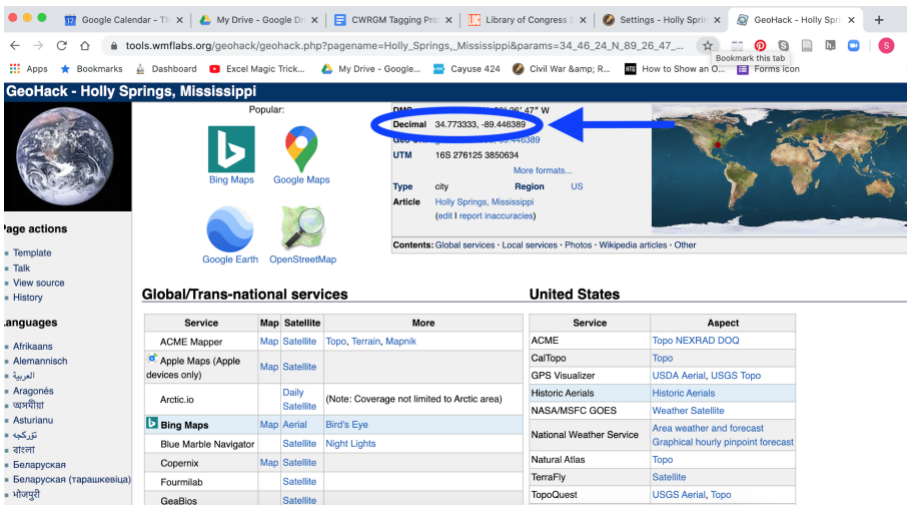 Google Calendar - Th
My Drive - Google Dr
CWRGM Tagging Pro
Library of Congress S
Settings - Holly Sprin
GeoHack - Holly Spri
tools.wmflabs.org/geohack/geohack.php?pagename=Holly_Springs,_Mississippi&params=34_46_24_N_89_26_47_...
Bookmark this tab
Apps
Bookmarks
Dashboard
Excel Magic Trick...
My Drive - Google...
Cayuse 424
Civil War &amp; R...
How to Show an O...
Forms icon
GeoHack - Holly Springs, Mississippi
Popular:
Bing Maps
Google Maps
Google Earth
OpenStreetMap
47″ W
Decimal 34.773333, -89.446389
UTM 16S 276125 3850634
More formats...
Type city Region US
Article Holly Springs, Mississippi
(edit | report inaccuracies)
Contents: Global services · Local services · Photos · Wikipedia articles · Other
Page actions
Template
Talk
View source
History
Languages
Afrikaans
Alemannisch
العربية
Aragonés
অসমীয়া
Asturianu
تۆرکجه
বাংলা
Беларуская
Беларуская (тарашкевіца)
भोजपुरी
Global/Trans-national services
Service Map Satellite More
ACME Mapper Map Satellite Topo, Terrain, Mapnik
Apple Maps (Apple
devices only) Map Satellite
Arctic.io Daily
Satellite (Note: Coverage not limited to Arctic area)
Bing Maps Map Aerial Bird's Eye
Blue Marble Navigator Satellite Night Lights
Copernix Map Satellite
Fourmilab Satellite
GeaBios Satellite
United States
Service Aspect
ACME Topo NEXRAD DOQ
CalTopo Topo
GPS Visualizer USDA Aerial, USGS Topo
Historic Aerials Historic Aerials
NASA/MSFC GOES Weather Satellite
National Weather Service Area weather and forecast
Graphical hourly pinpoint forecast
Natural Atlas Topo
TerraFly Satellite
TopoQuest USGS Aerial, Topo